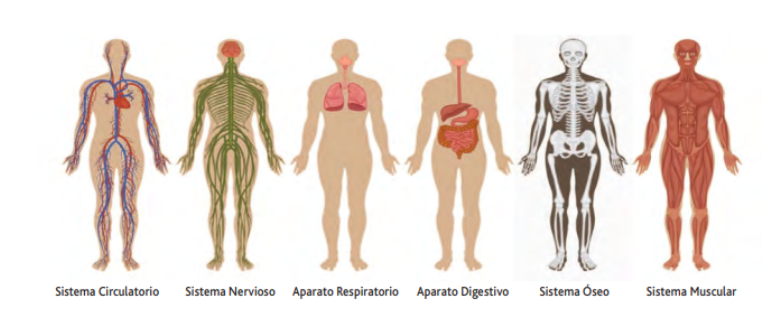 Sistema Circulatorio
Sistema Nervioso
Aparato Respiratorio
Aparato Digestivo
Sistema Óseo
Sistema Muscular